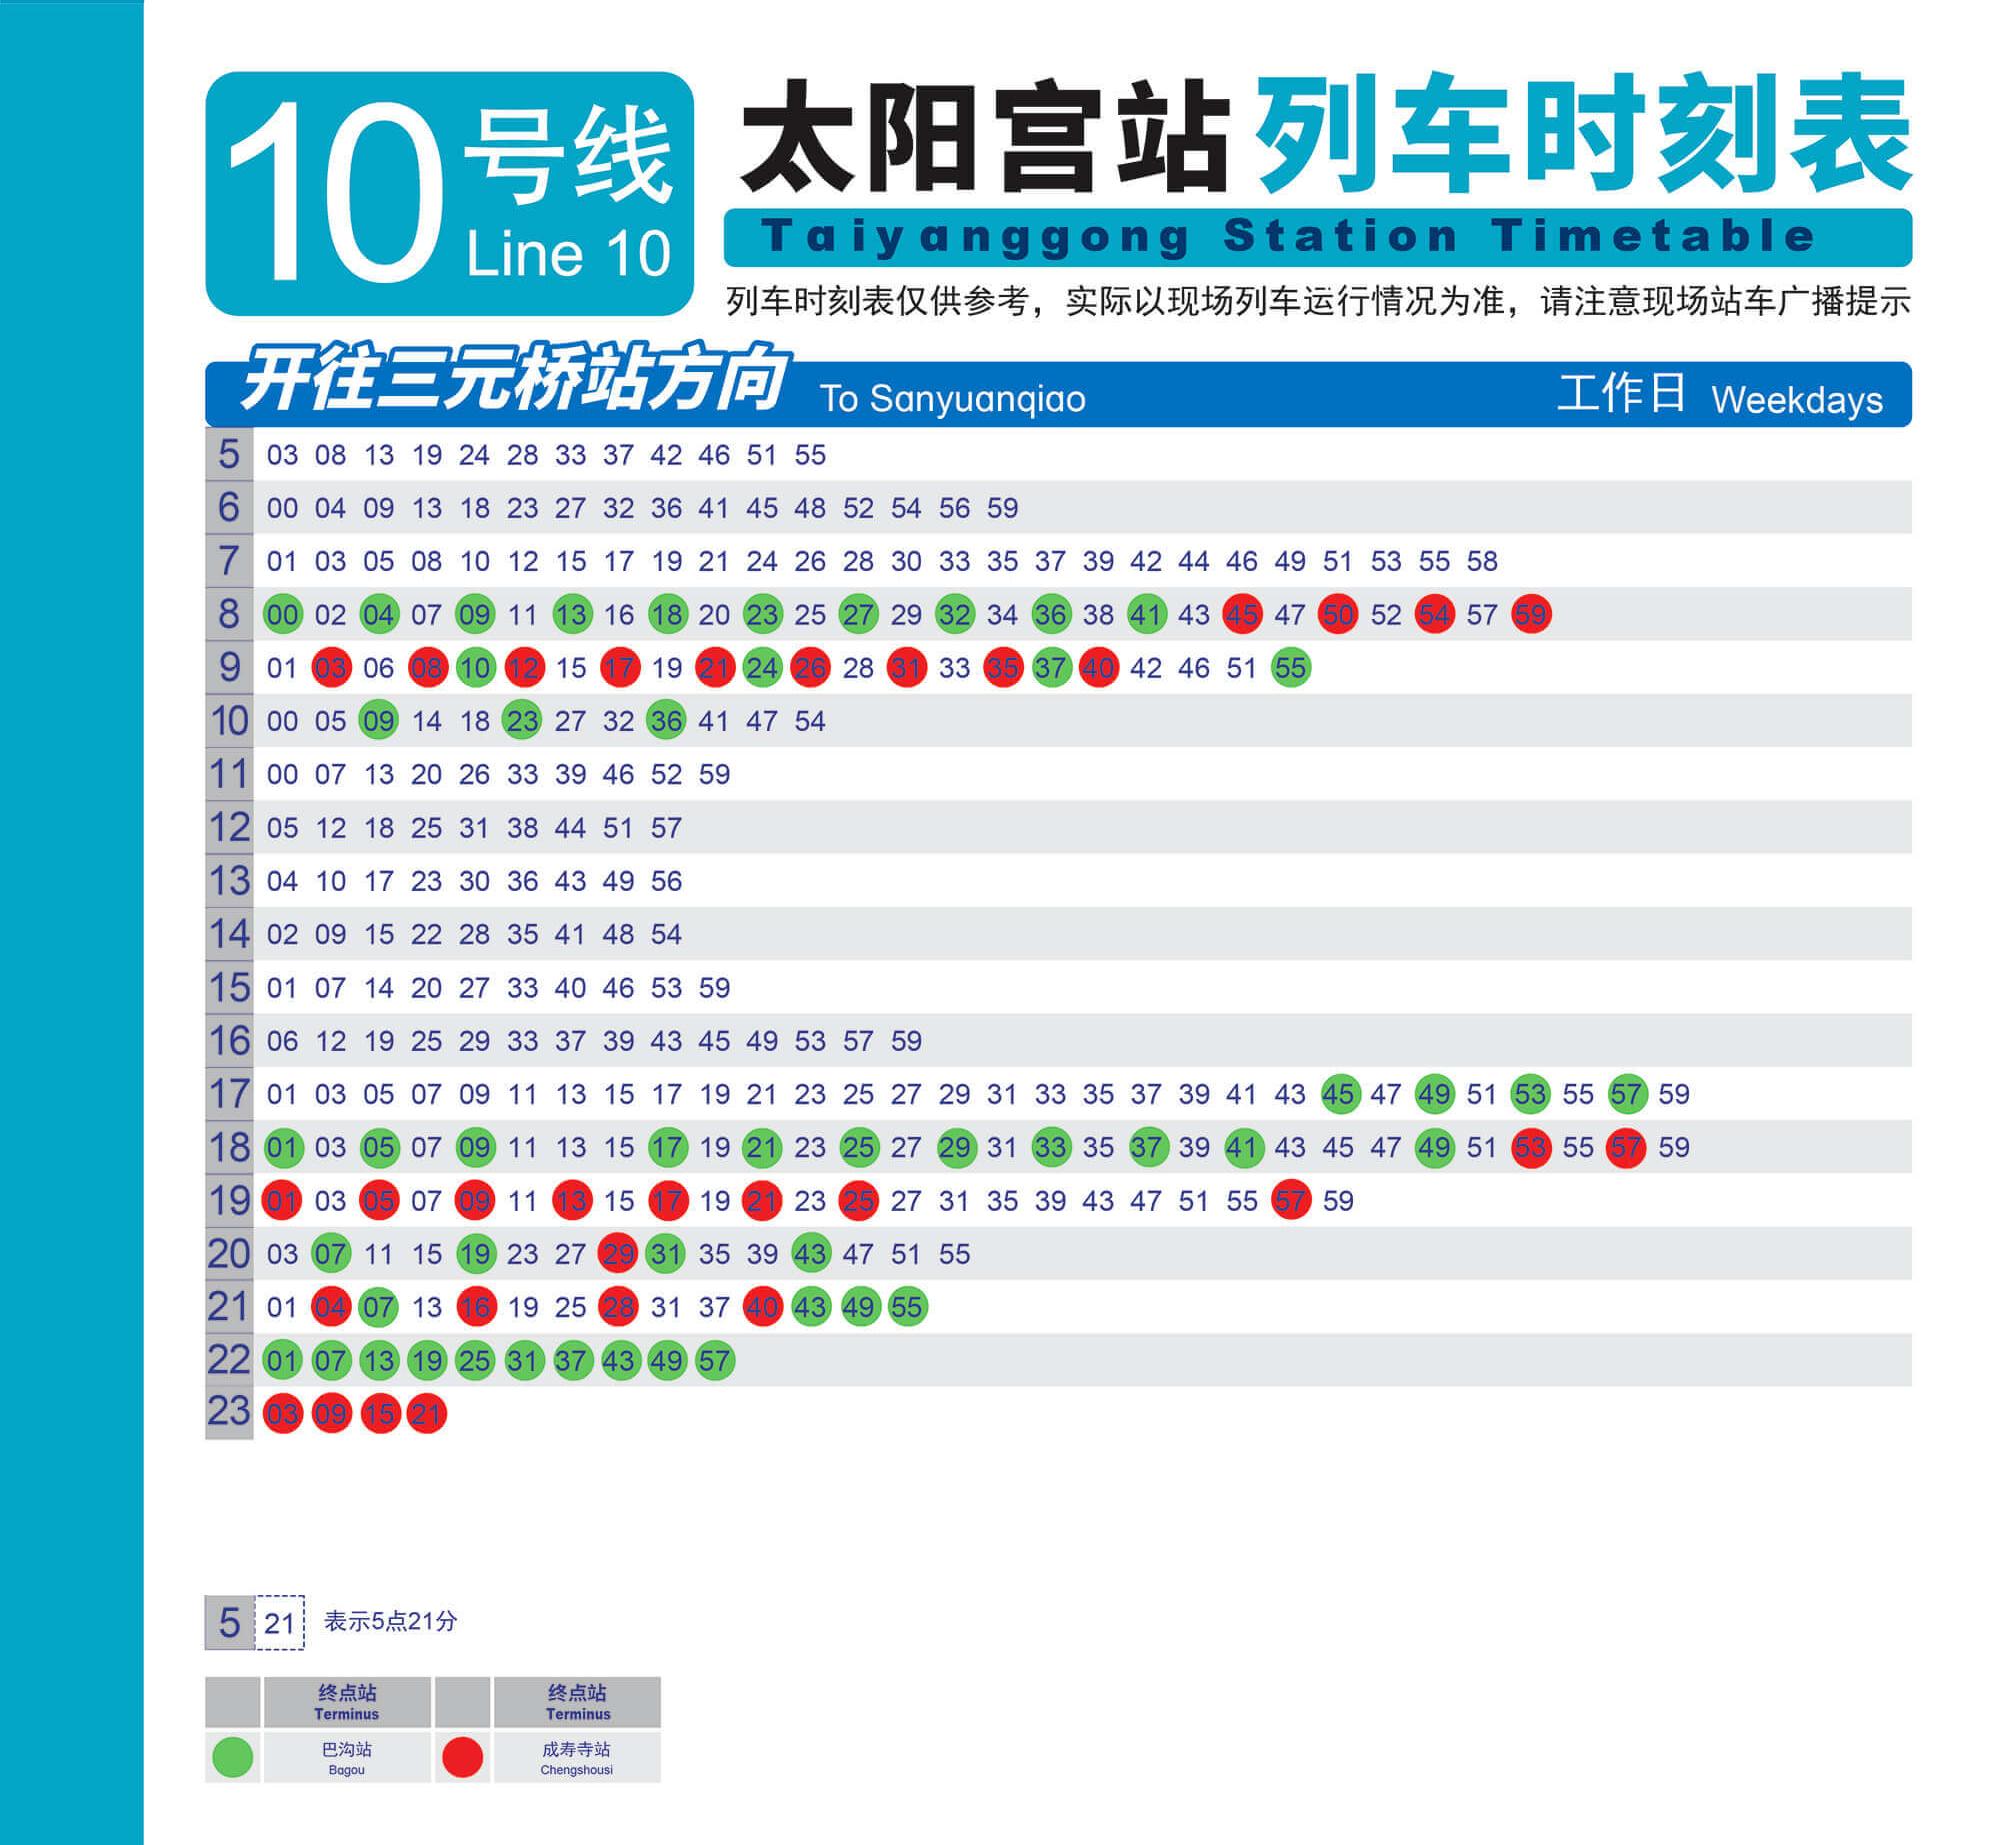 10号线
Line 10
太阳宫站列车时刻表
Taiyanggong Station Timetable
列车时刻表仅供参考，实际以现场列车运行情况为准，请注意现场站车广播提示
开往三元桥站方向 To Sanyuanqiao 工作日 Weekdays
5 03 08 13 19 24 28 33 37 42 46 51 55
6 00 04 09 13 18 23 27 32 36 41 45 48 52 54 56 59
7 01 03 05 08 10 12 15 17 19 21 24 26 28 30 33 35 37 39 42 44 46 49 51 53 55 58
8 00 02 04 07 09 11 13 16 18 20 23 25 27 29 32 34 36 38 41 43 45 47 50 52 54 57 59
9 01 03 06 08 10 12 15 17 19 21 24 26 28 31 33 35 37 40 42 46 51 55
10 00 05 09 14 18 23 27 32 36 41 47 54
11 00 07 13 20 26 33 39 46 52 59
12 05 12 18 25 31 38 44 51 57
13 04 10 17 23 30 36 43 49 56
14 02 09 15 22 28 35 41 48 54
15 01 07 14 20 27 33 40 46 53 59
16 06 12 19 25 29 33 37 39 43 45 49 53 57 59
17 01 03 05 07 09 11 13 15 17 19 21 23 25 27 29 31 33 35 37 39 41 43 45 47 49 51 53 55 57 59
18 01 03 05 07 09 11 13 15 17 19 21 23 25 27 29 31 33 35 37 39 41 43 45 47 49 51 53 55 57 59
19 01 03 05 07 09 11 13 15 17 19 21 23 25 27 31 35 39 43 47 51 55 57 59
20 03 07 11 15 19 23 27 29 31 35 39 43 47 51 55
21 01 04 07 13 16 19 25 28 31 37 40 43 49 55
22 01 07 13 19 25 31 37 43 49 57
23 03 09 15 21
5 21 表示5点21分
终点站 终点站
Terminus Terminus
巴沟站 成寿寺站
Bagou Chengshousi